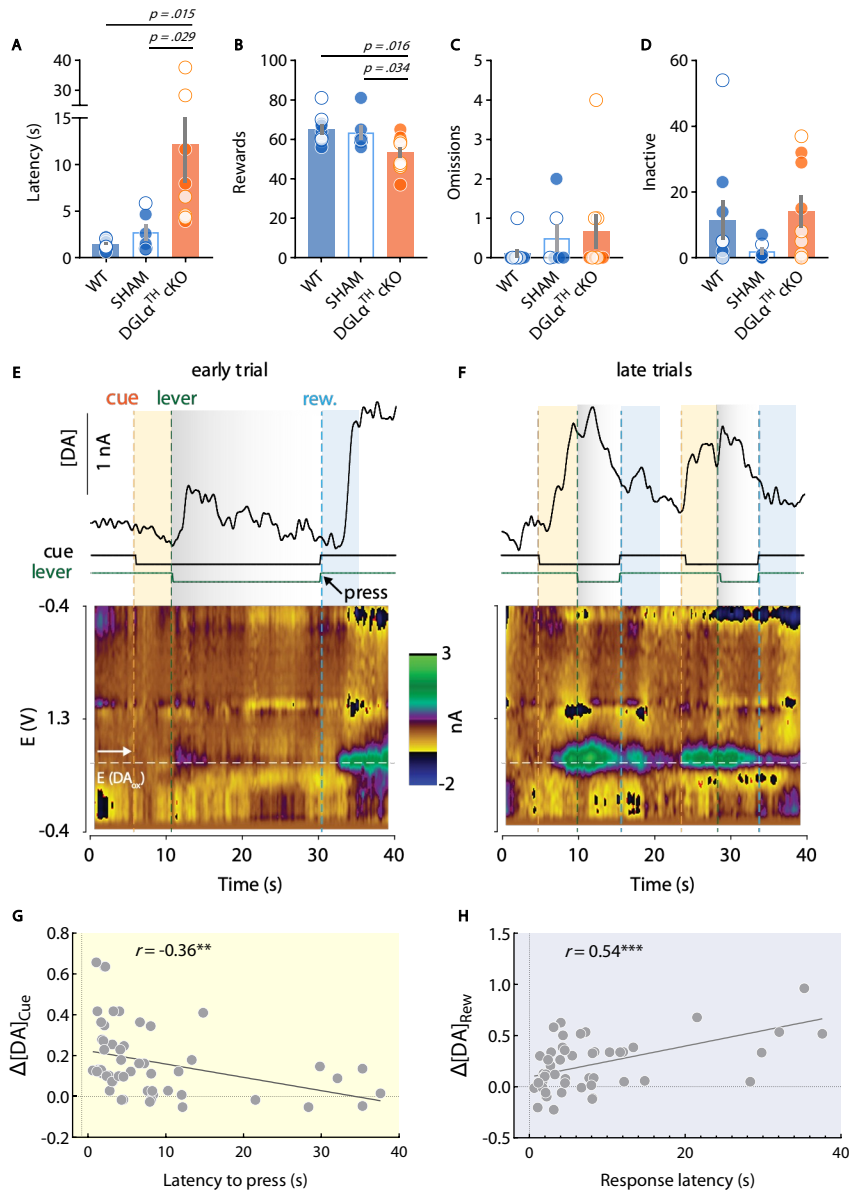 p = .015
p = .016
A
p = .029
B
p = .034
C
D
40
30
15
10
5
0
Latency (s)
WT
SHAM
DGLα^TH cKO
100
80
60
40
20
0
Rewards
WT
SHAM
DGLα^TH cKO
5
4
3
2
1
0
Omissions
WT
SHAM
DGLα^TH cKO
60
40
20
0
Inactive
WT
SHAM
DGLα^TH cKO
E
early trial
cue
lever
rew.
[DA]
1 nA
cue
lever
press
-0.4
1.3
-0.4
E (V)
E (DA_ox)
0
10
20
30
40
Time (s)
3
nA
-2
F
late trials
0
10
20
30
40
Time (s)
G
r = -0.36**
0.8
0.6
0.4
0.2
0.0
-0.2
Δ[DA]Cue
0
10
20
30
40
Latency to press (s)
H
r = 0.54***
1.5
1.0
0.5
0.0
-0.5
Δ[DA]Rew
0
20
40
40
Response latency (s)